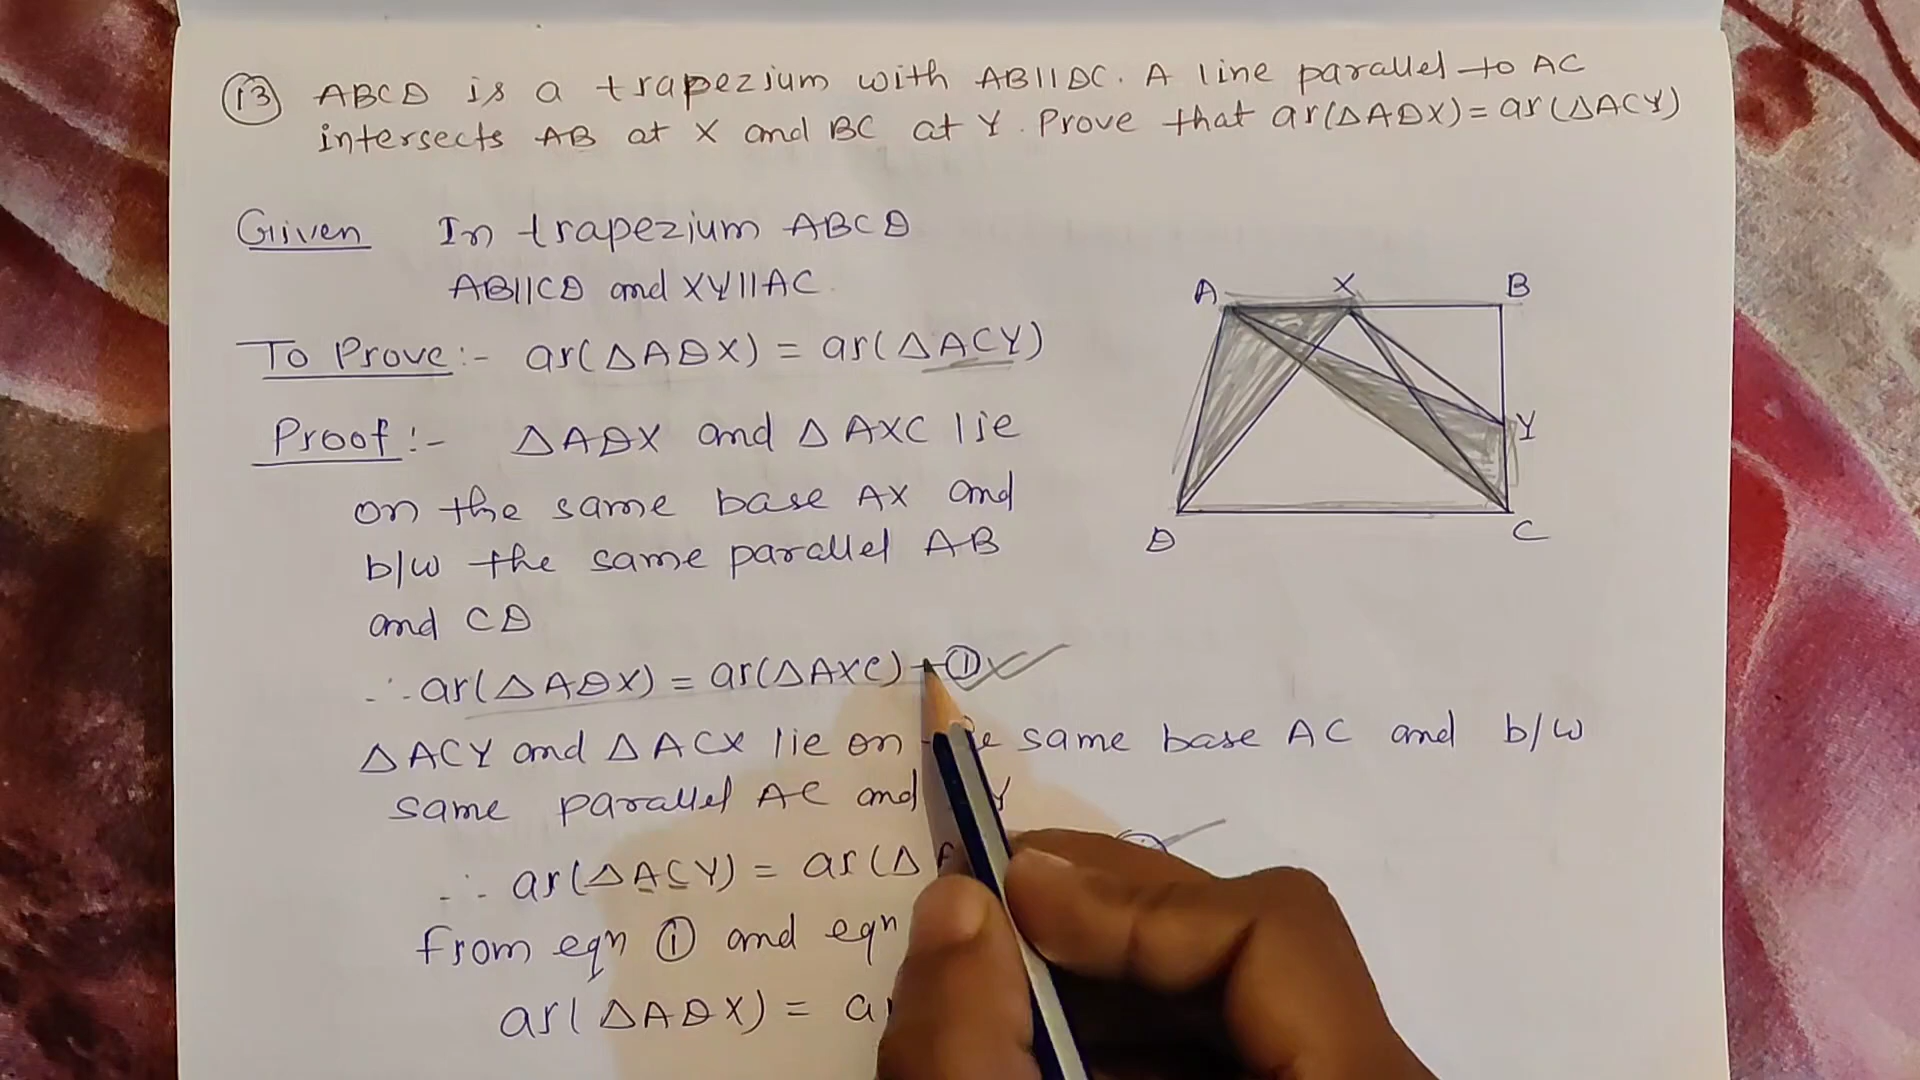 13 ABCD is a trapezium with AB||DC. A line parallel to AC
intersects AB at X and BC at Y. Prove that ar(△ADX) = ar(△ACY)
Given In trapezium ABCD
AB||CD and XY||AC.
To Prove:- ar(△ADX) = ar(△ACY)
Proof:- △ADX and △AXC lie
on the same base AX and
b/w the same parallel AB
and CD
∴ ar(△ADX) = ar(△AXC) — ①
△ACY and △ACX lie on same base AC and b/w
same parallel AC and Y
∴ ar(△ACY) = ar(△A
from eqn ① and eqn
ar(△ADX) =
A X B
Y
D C